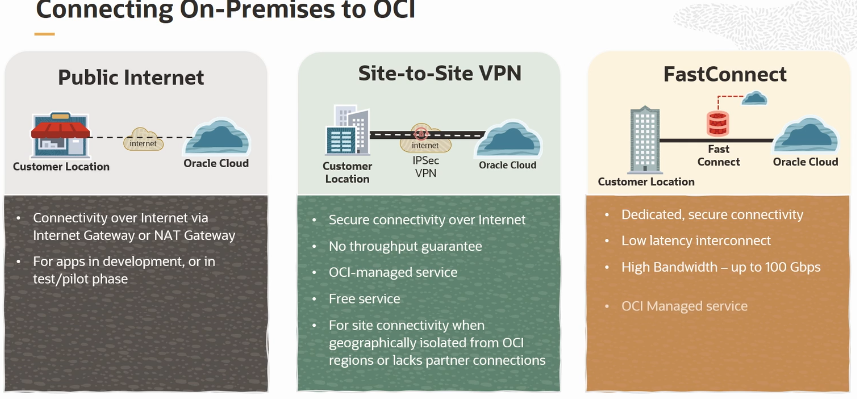 Connecting On-Premises to OCI
Public Internet
internet
Customer Location
Oracle Cloud
• Connectivity over Internet via
Internet Gateway or NAT Gateway
• For apps in development, or in
test/pilot phase
Site-to-Site VPN
internet
IPSec
VPN
Customer
Location
Oracle Cloud
• Secure connectivity over Internet
• No throughput guarantee
• OCI-managed service
• Free service
• For site connectivity when
geographically isolated from OCI
regions or lacks partner connections
FastConnect
Fast
Connect
Customer Location
Oracle Cloud
• Dedicated, secure connectivity
• Low latency interconnect
• High Bandwidth – up to 100 Gbps
• OCI Managed service